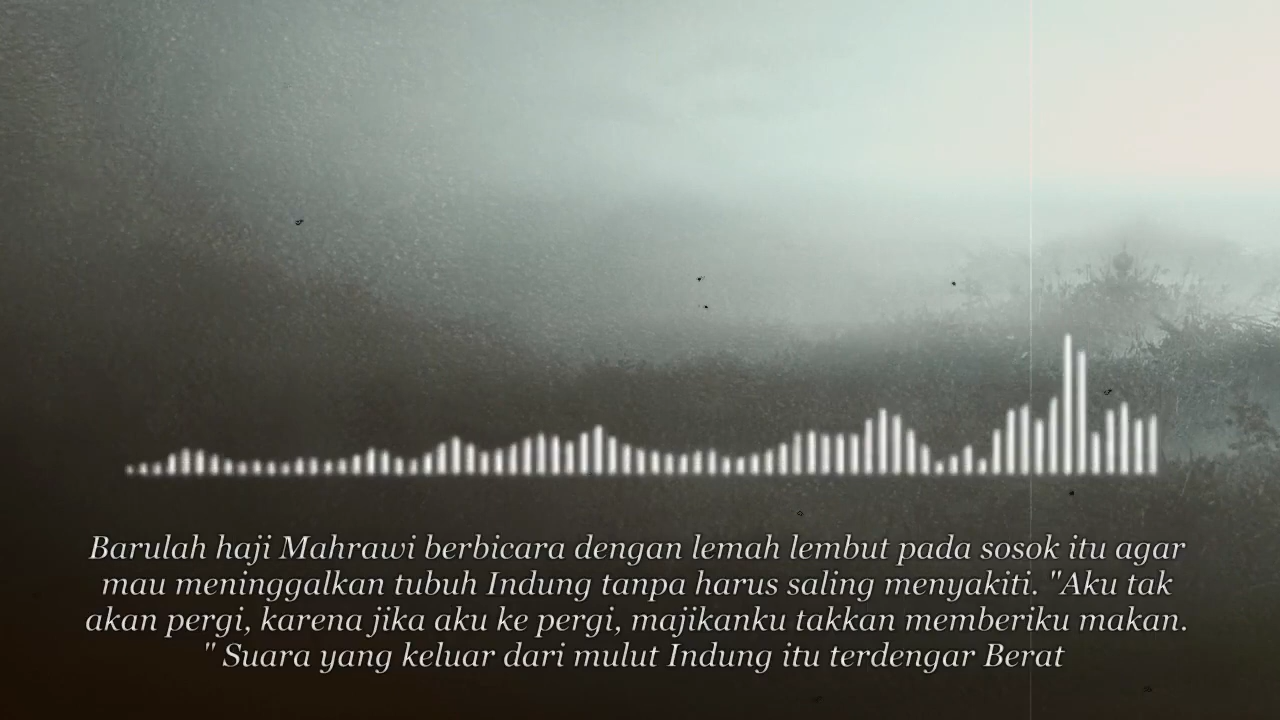 Barulah haji Mahrawi berbicara dengan lemah lembut pada sosok itu agar
mau meninggalkan tubuh Indung tanpa harus saling menyakiti. "Aku tak
akan pergi, karena jika aku ke pergi, majikanku takkan memberiku makan.
" Suara yang keluar dari mulut Indung itu terdengar Berat